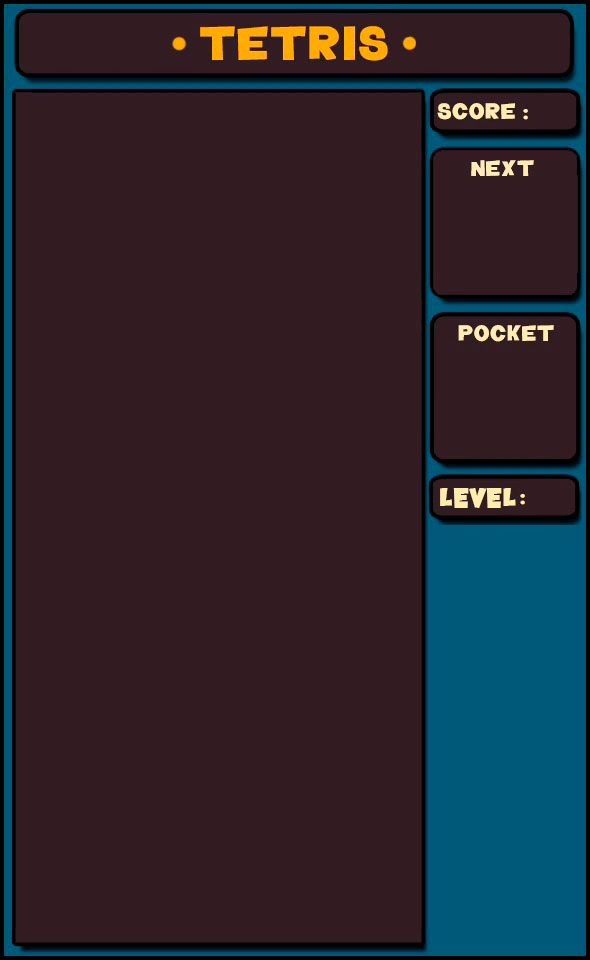 • TETRIS •
SCORE :
NEXT
POCKET
LEVEL: